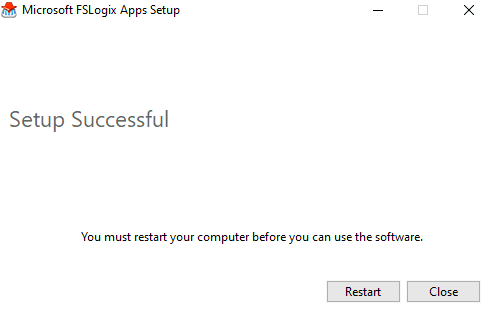 Microsoft FSLogix Apps Setup
Setup Successful
You must restart your computer before you can use the software.
Restart
Close